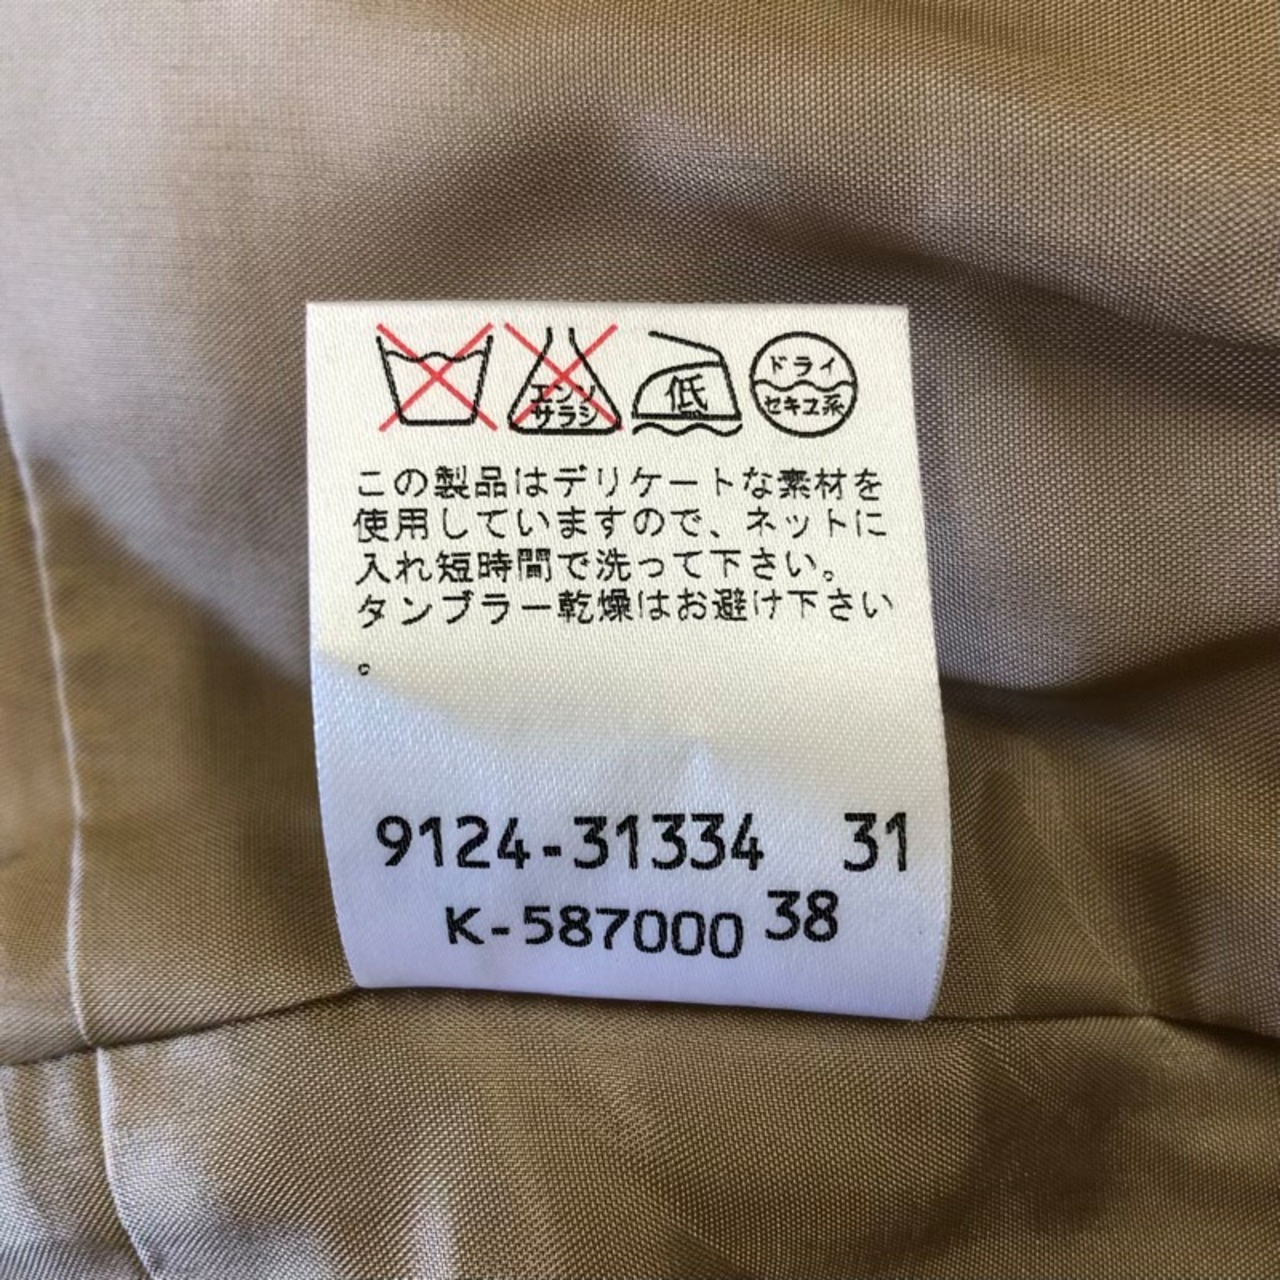 エンソ
サラシ
低
ドライ
セキユ系
この製品はデリケートな素材を
使用していますので、ネットに
入れ短時間で洗って下さい。
タンブラー乾燥はお避け下さい
。
9124-31334 31
K-587000 38